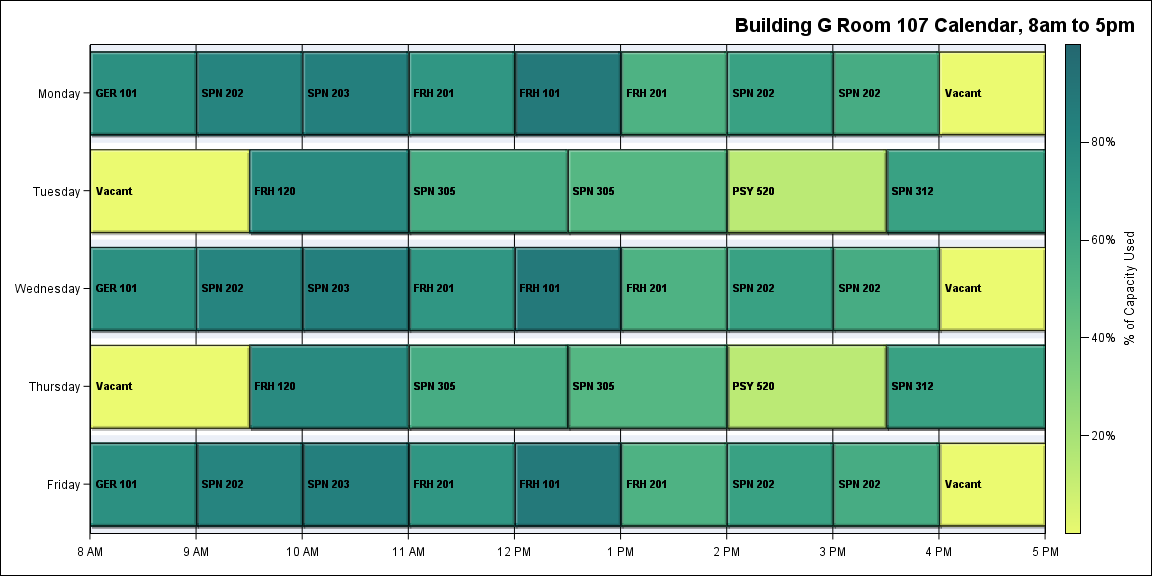 Building G Room 107 Calendar, 8am to 5pm
Monday
GER 101 SPN 202 SPN 203 FRH 201 FRH 101 FRH 201 SPN 202 SPN 202 Vacant
Tuesday
Vacant FRH 120 SPN 305 SPN 305 PSY 520 SPN 312
Wednesday
GER 101 SPN 202 SPN 203 FRH 201 FRH 101 FRH 201 SPN 202 SPN 202 Vacant
Thursday
Vacant FRH 120 SPN 305 SPN 305 PSY 520 SPN 312
Friday
GER 101 SPN 202 SPN 203 FRH 201 FRH 101 FRH 201 SPN 202 SPN 202 Vacant
8 AM 9 AM 10 AM 11 AM 12 PM 1 PM 2 PM 3 PM 4 PM 5 PM
80%
60%
40%
20%
% of Capacity Used